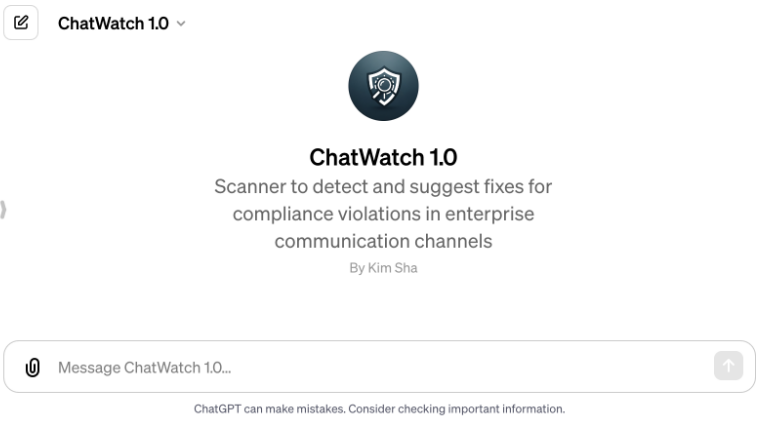 ChatWatch 1.0
ChatWatch 1.0
Scanner to detect and suggest fixes for
compliance violations in enterprise
communication channels
By Kim Sha
Message ChatWatch 1.0...
ChatGPT can make mistakes. Consider checking important information.